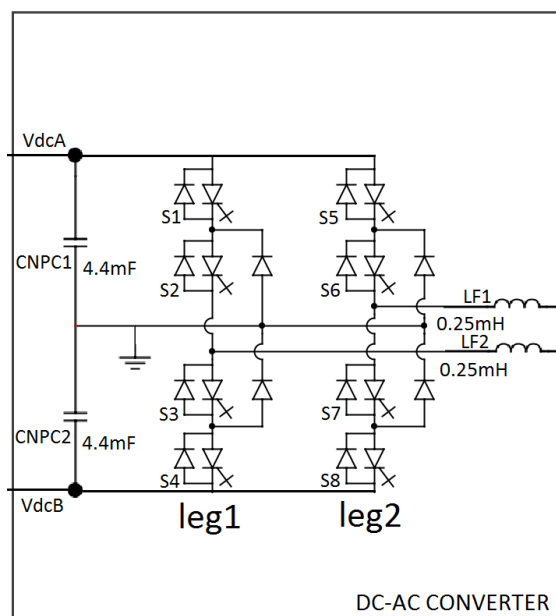 VdcA
S1
S5
CNPC1
4.4mF
S2
S6
LF1
0.25mH
LF2
0.25mH
S3
S7
CNPC2
4.4mF
S4
S8
VdcB
leg1
leg2
DC-AC CONVERTER